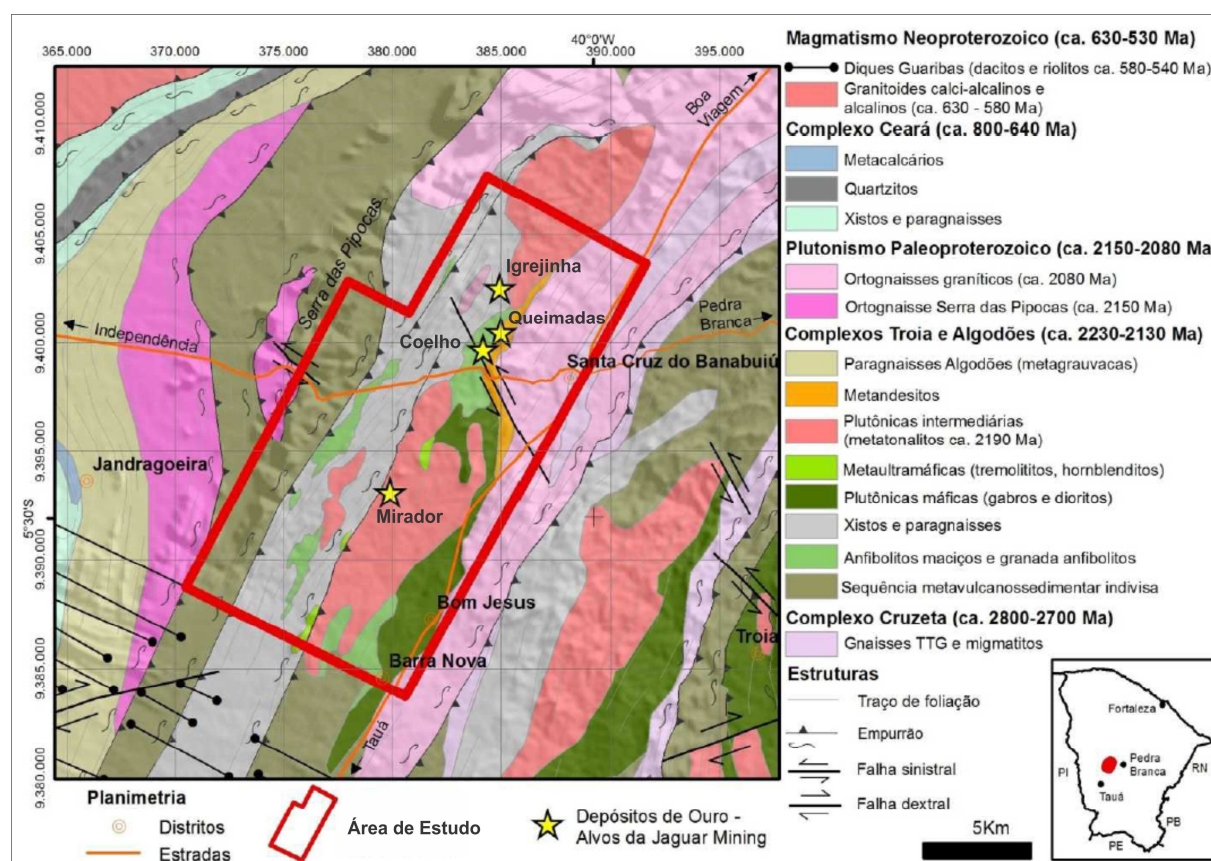 365.000 370.000 375.000 380.000 385.000 40°0'W 390.000 395.000
9.410.000
9.405.000
9.400.000
9.395.000
5°30'S
9.390.000
9.385.000
9.380.000
Boa
Viagem
Serra das Pipocas
Igrejinha
Independência
Queimadas
Pedra
Branca
Coelho
Santa Cruz do Banabuiú
Jandragoeira
Mirador
Bom Jesus
Troia
Barra Nova
Tauá
Magmatismo Neoproterozoico (ca. 630-530 Ma)
Diques Guaribas (dacitos e riolitos ca. 580-540 Ma)
Granitoides calci-alcalinos e
alcalinos (ca. 630 - 580 Ma)
Complexo Ceará (ca. 800-640 Ma)
Metacalcários
Quartzitos
Xistos e paragnaisses
Plutonismo Paleoproterozoico (ca. 2150-2080 Ma
Ortognaisses graníticos (ca. 2080 Ma)
Ortognaisse Serra das Pipocas (ca. 2150 Ma)
Complexos Troia e Algodões (ca. 2230-2130 Ma)
Paragnaisses Algodões (metagrauvacas)
Metandesitos
Plutônicas intermediárias
(metatonalitos ca. 2190 Ma)
Metaultramáficas (tremolititos, hornblenditos)
Plutônicas máficas (gabros e dioritos)
Xistos e paragnaisses
Anfibolitos maciços e granada anfibolitos
Sequência metavulcanossedimentar indivisa
Complexo Cruzeta (ca. 2800-2700 Ma)
Gnaisses TTG e migmatitos
Estruturas
Traço de foliação
Empurrão
Falha sinistral
Falha dextral
5Km
Fortaleza
Pedra
Branca
Tauá
PI
RN
PB
PE
Planimetria
Distritos
Estradas
Área de Estudo
Depósitos de Ouro -
Alvos da Jaguar Mining